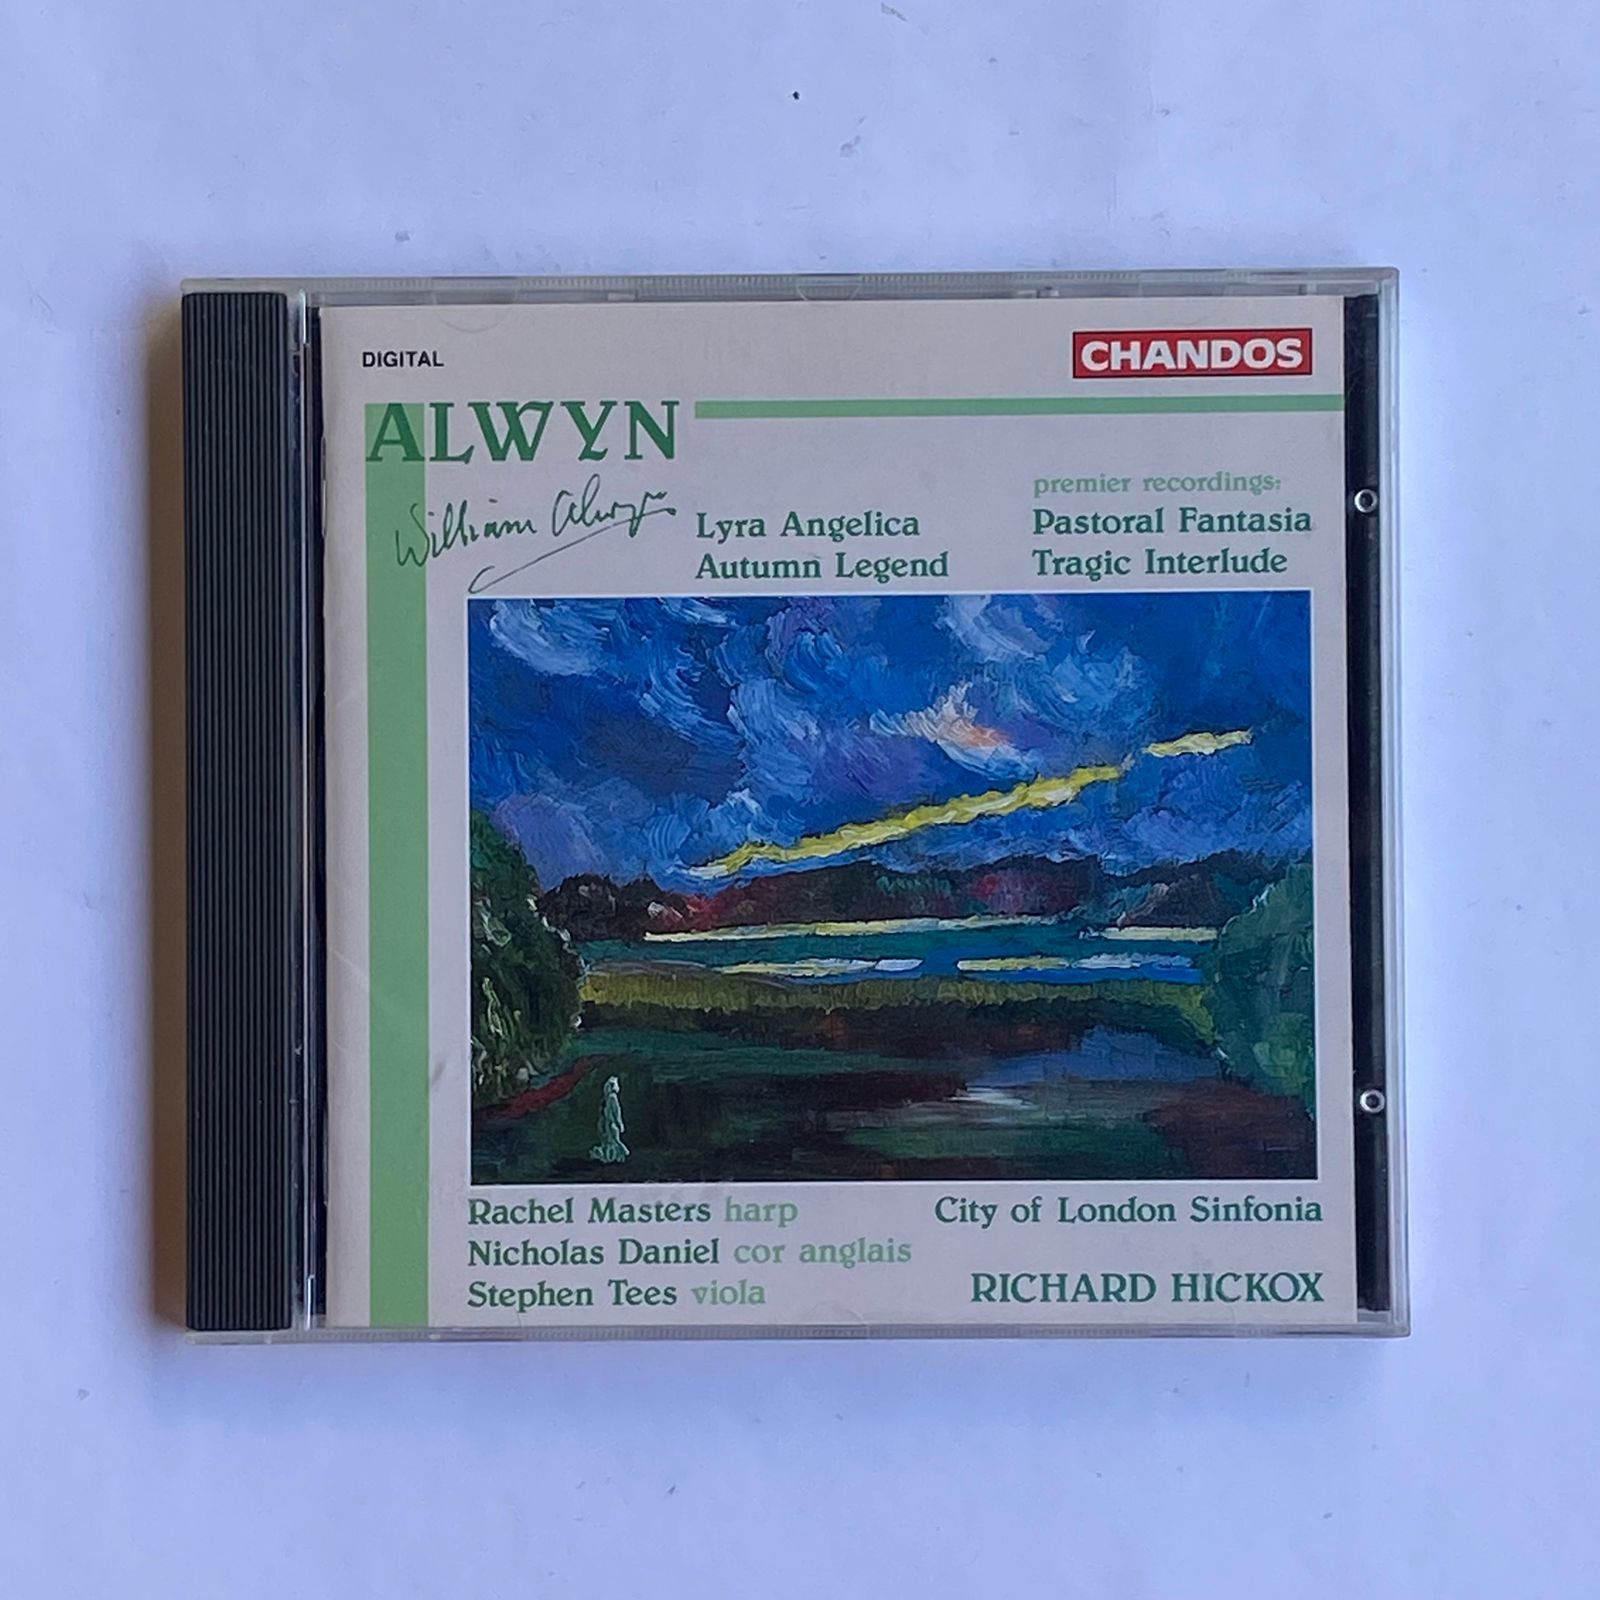 DIGITAL
CHANDOS
ALWYN
William Alwyn
Lyra Angelica
Autumn Legend
premier recordings:
Pastoral Fantasia
Tragic Interlude
Rachel Masters harp
Nicholas Daniel cor anglais
Stephen Tees viola
City of London Sinfonia
RICHARD HICKOX